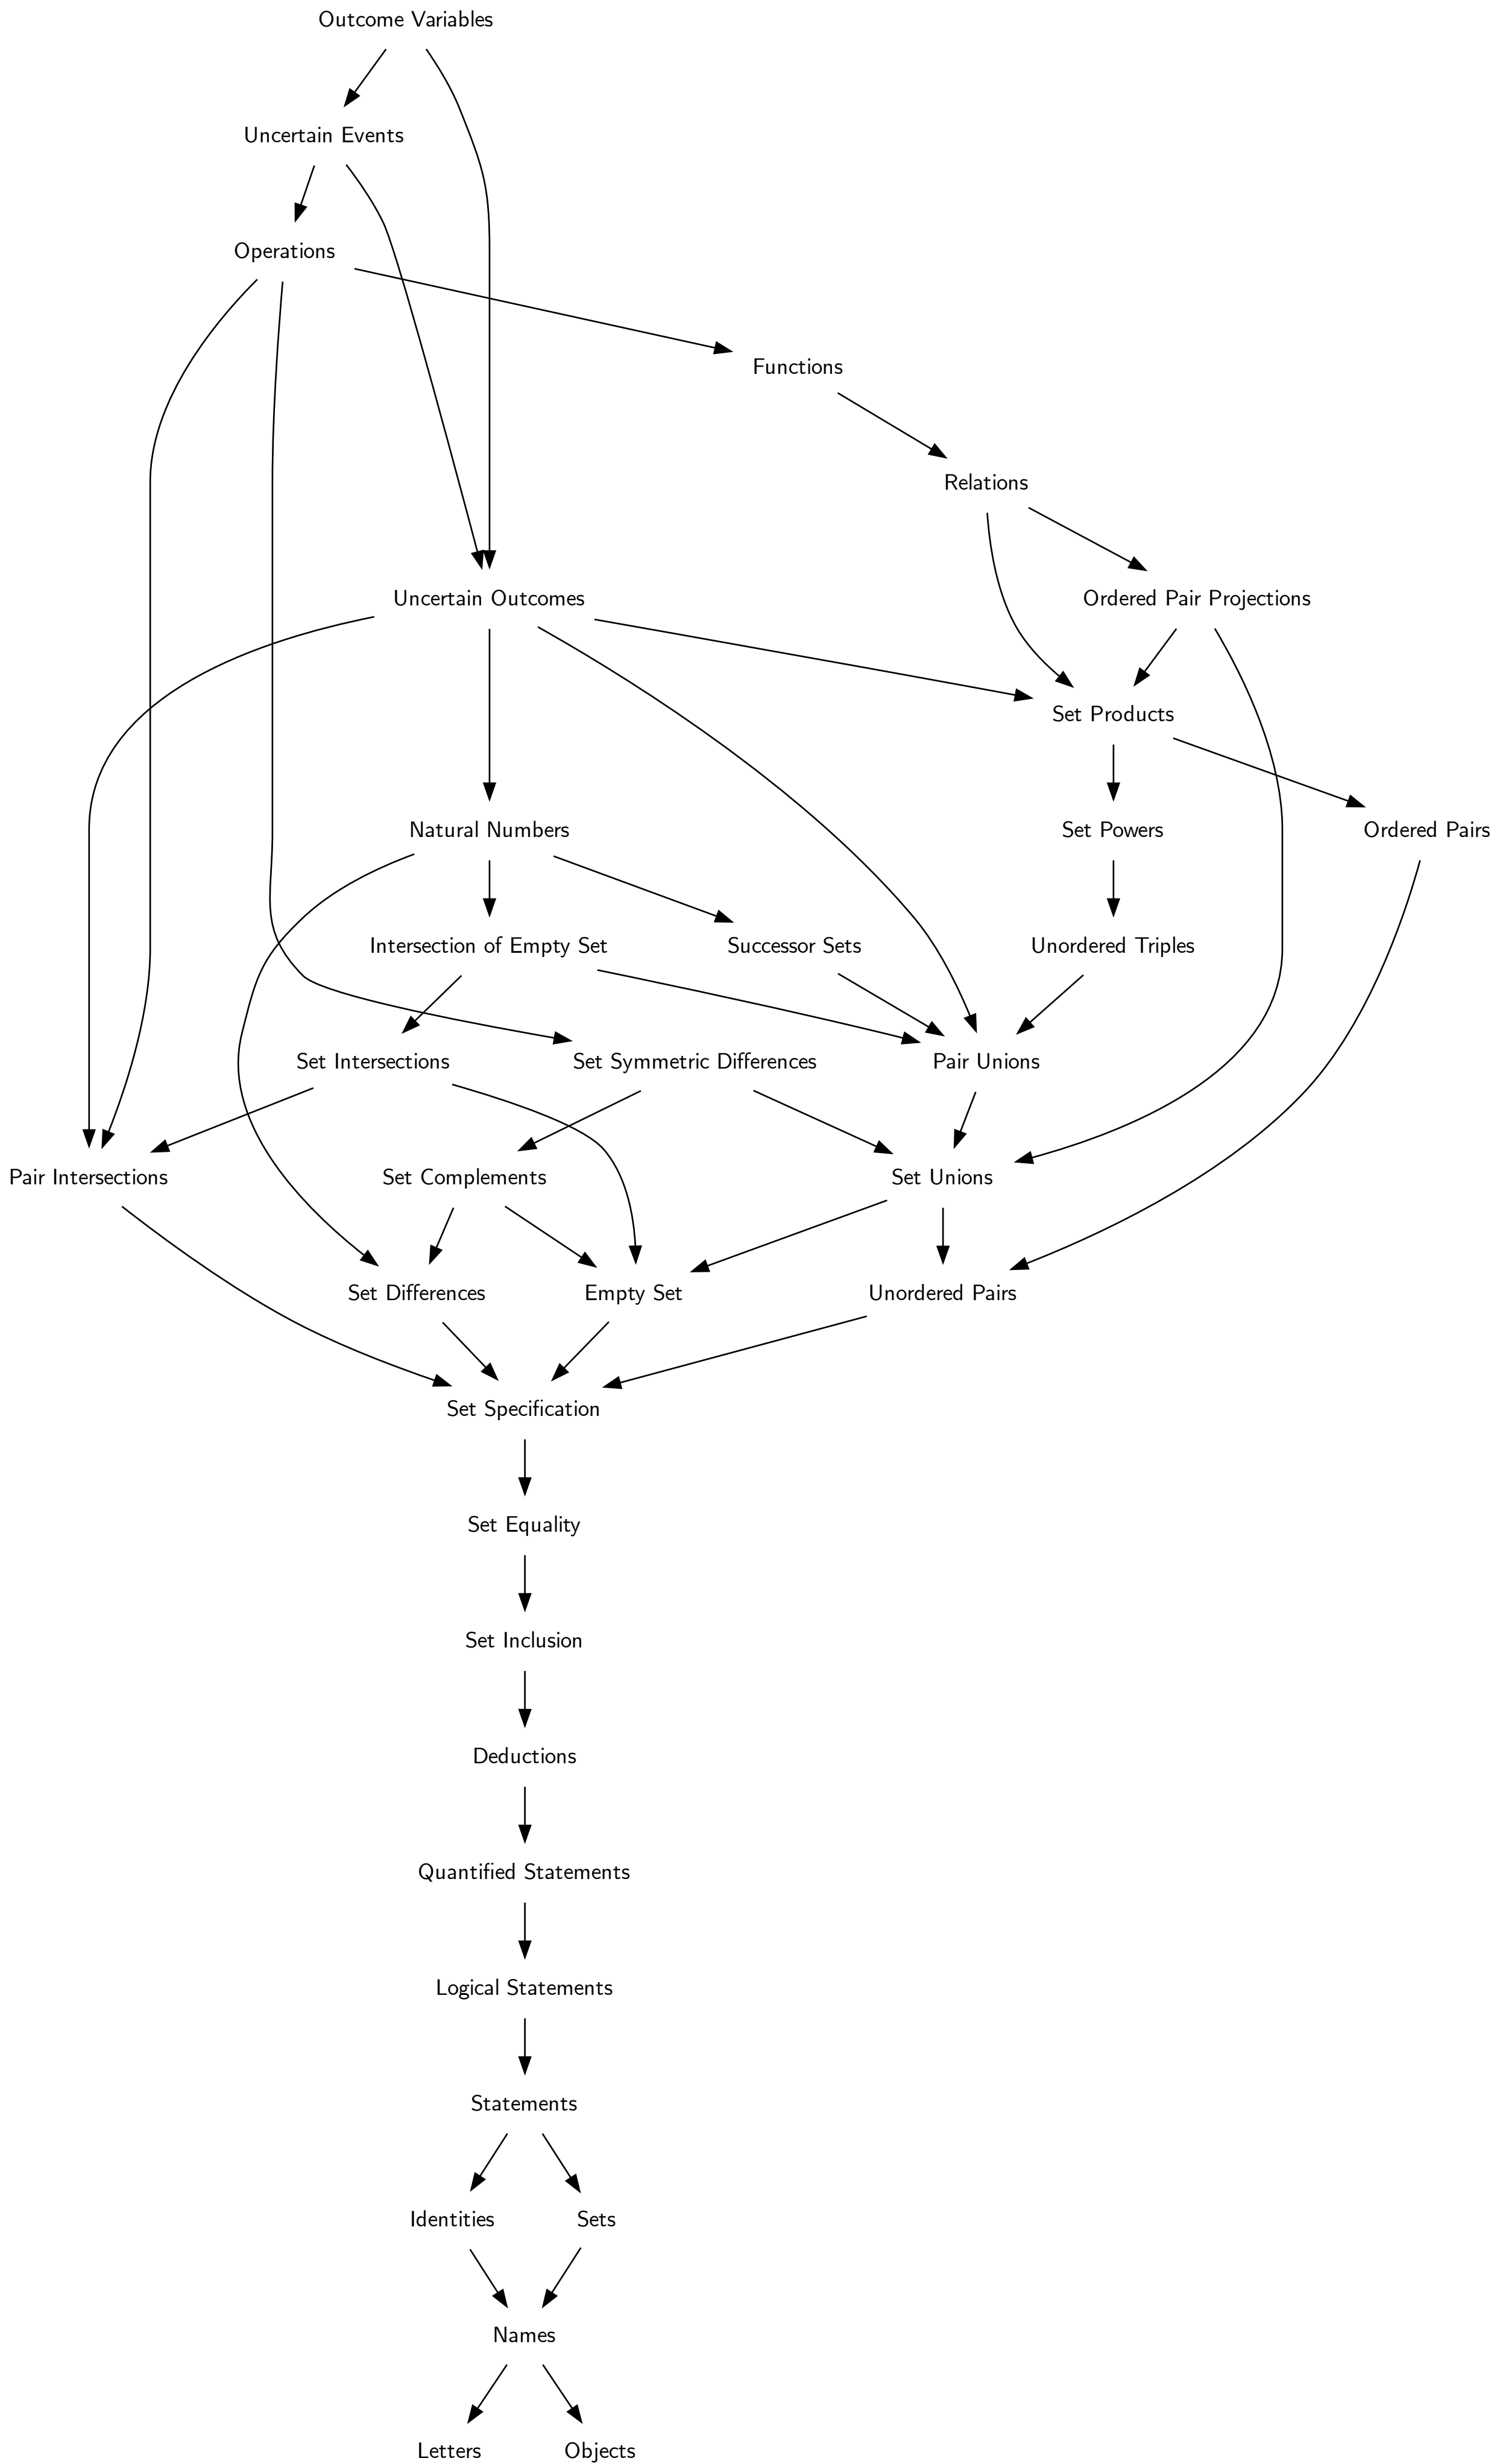 Outcome Variables
Uncertain Events
Operations
Functions
Relations
Uncertain Outcomes
Ordered Pair Projections
Set Products
Natural Numbers
Set Powers
Ordered Pairs
Intersection of Empty Set
Successor Sets
Unordered Triples
Set Intersections
Set Symmetric Differences
Pair Unions
Pair Intersections
Set Complements
Set Unions
Set Differences
Empty Set
Unordered Pairs
Set Specification
Set Equality
Set Inclusion
Deductions
Quantified Statements
Logical Statements
Statements
Identities
Sets
Names
Letters
Objects